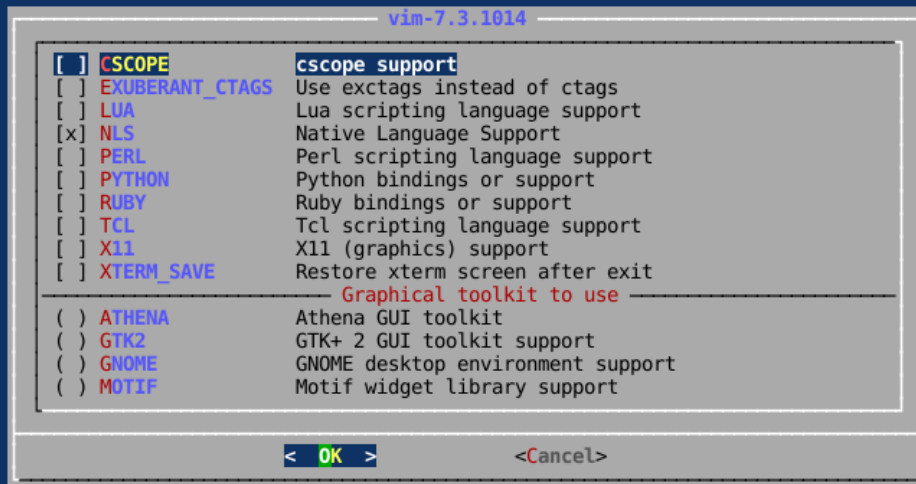 vim-7.3.1014
[ ] CSCOPE cscope support
[ ] EXUBERANT_CTAGS Use exctags instead of ctags
[ ] LUA Lua scripting language support
[x] NLS Native Language Support
[ ] PERL Perl scripting language support
[ ] PYTHON Python bindings or support
[ ] RUBY Ruby bindings or support
[ ] TCL Tcl scripting language support
[ ] X11 X11 (graphics) support
[ ] XTERM_SAVE Restore xterm screen after exit
Graphical toolkit to use
( ) ATHENA Athena GUI toolkit
( ) GTK2 GTK+ 2 GUI toolkit support
( ) GNOME GNOME desktop environment support
( ) MOTIF Motif widget library support
< OK > <Cancel>